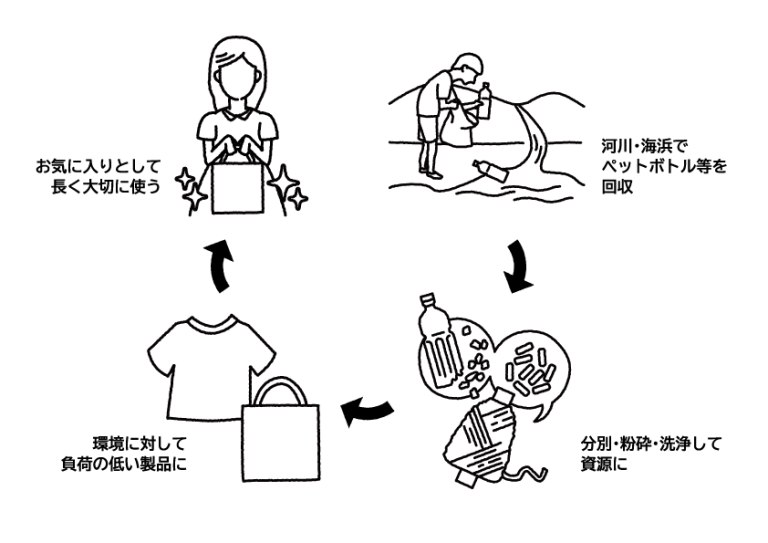 お気に入りとして
長く大切に使う
河川・海浜で
ペットボトル等を
回収
環境に対して
負荷の低い製品に
分別・粉砕・洗浄して
資源に